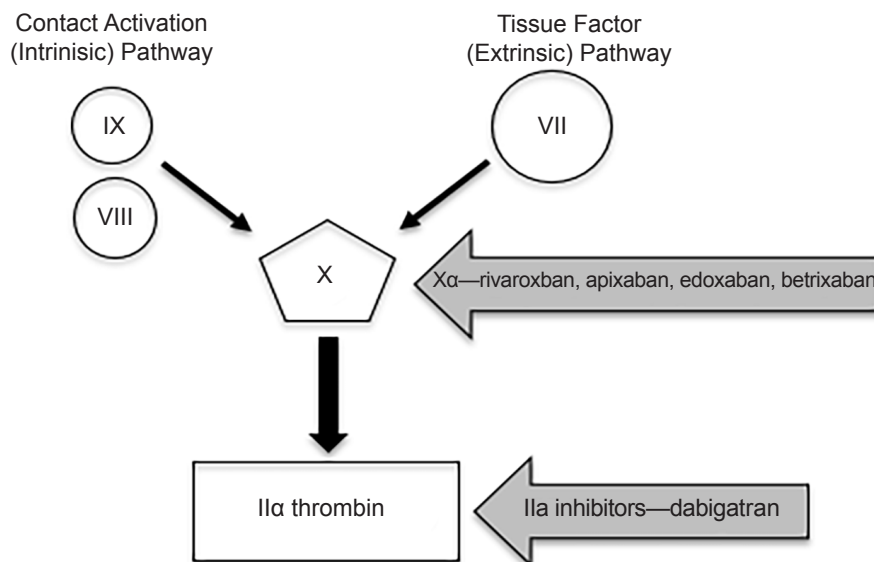 Contact Activation
(Intrinisic) Pathway
Tissue Factor
(Extrinsic) Pathway
IX
VII
VIII
X
Xα—rivaroxban, apixaban, edoxaban, betrixaban
IIα thrombin
IIa inhibitors—dabigatran